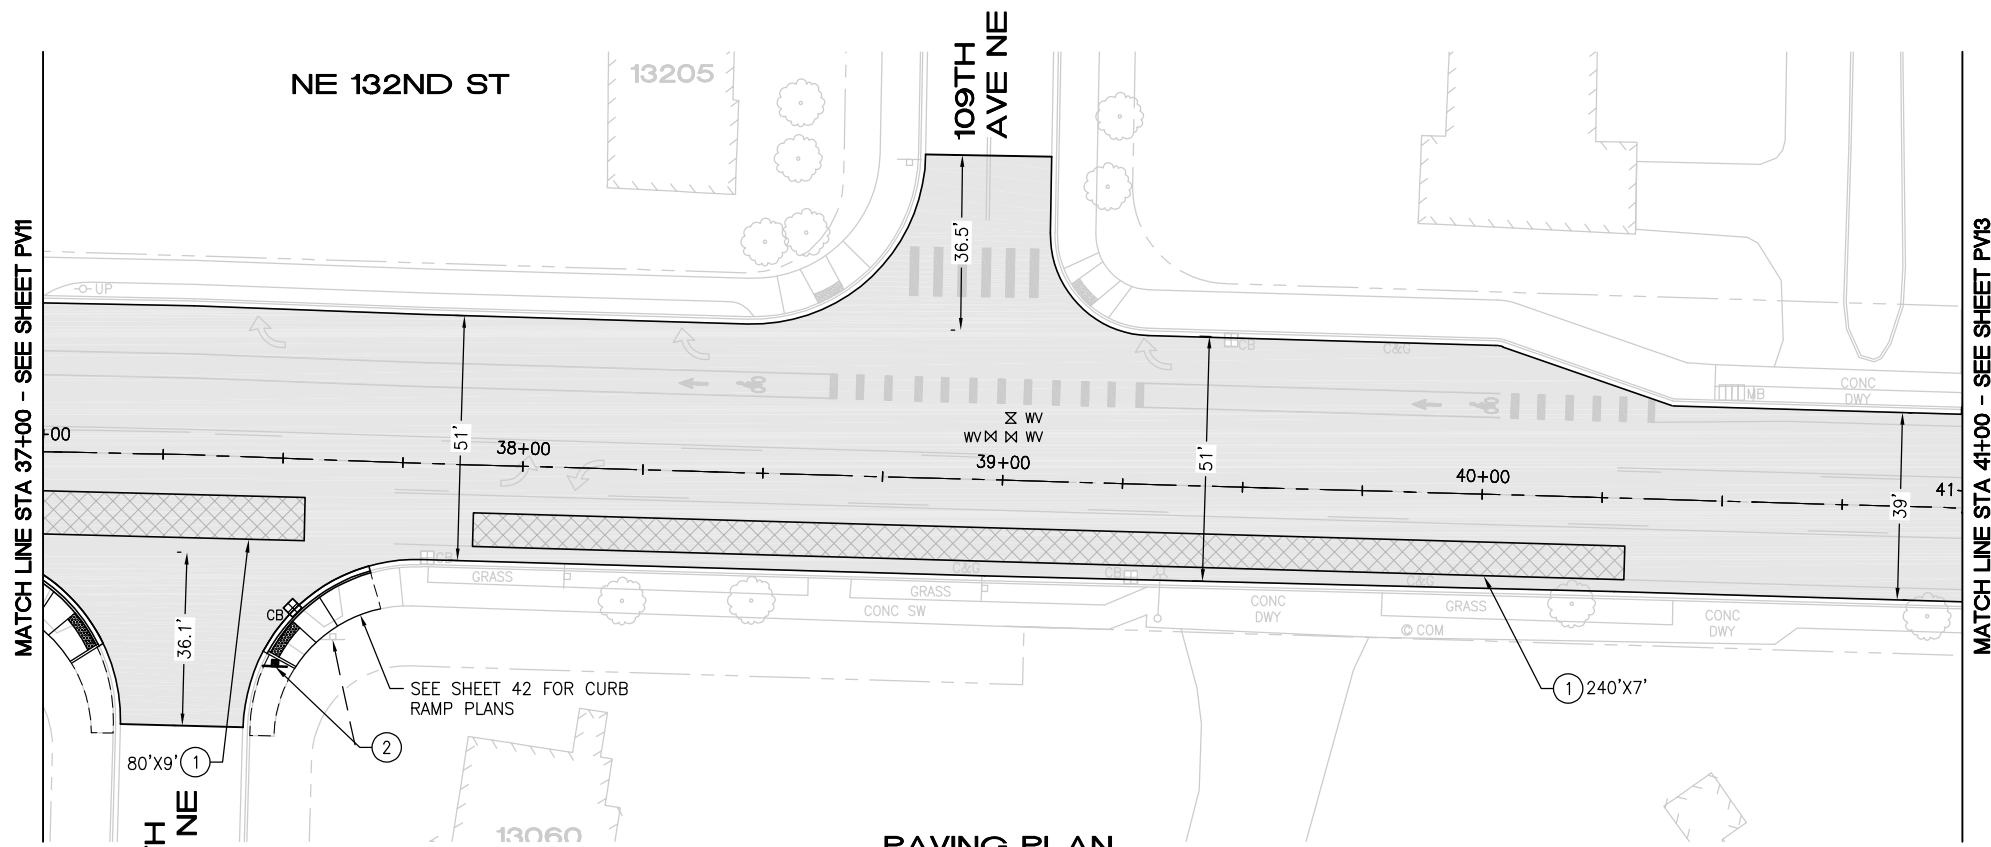 109TH
AVE NE
NE 132ND ST
13205
MATCH LINE STA 37+00 - SEE SHEET PV11
MATCH LINE STA 41+00 - SEE SHEET PV13
36.5'
UP
CB
C&G
MB
CONC
DWY
WV
WV WV
+00
38+00
39+00
40+00
41
51'
51'
39'
CB
GRASS
C&G
CB
C&G
GRASS
CONC SW
CONC
DWY
GRASS
CONC
DWY
© COM
CB
36.1'
SEE SHEET 42 FOR CURB
RAMP PLANS
1 240'X7'
2
80'X9' 1
TH
NE
13060
PAVING PLAN